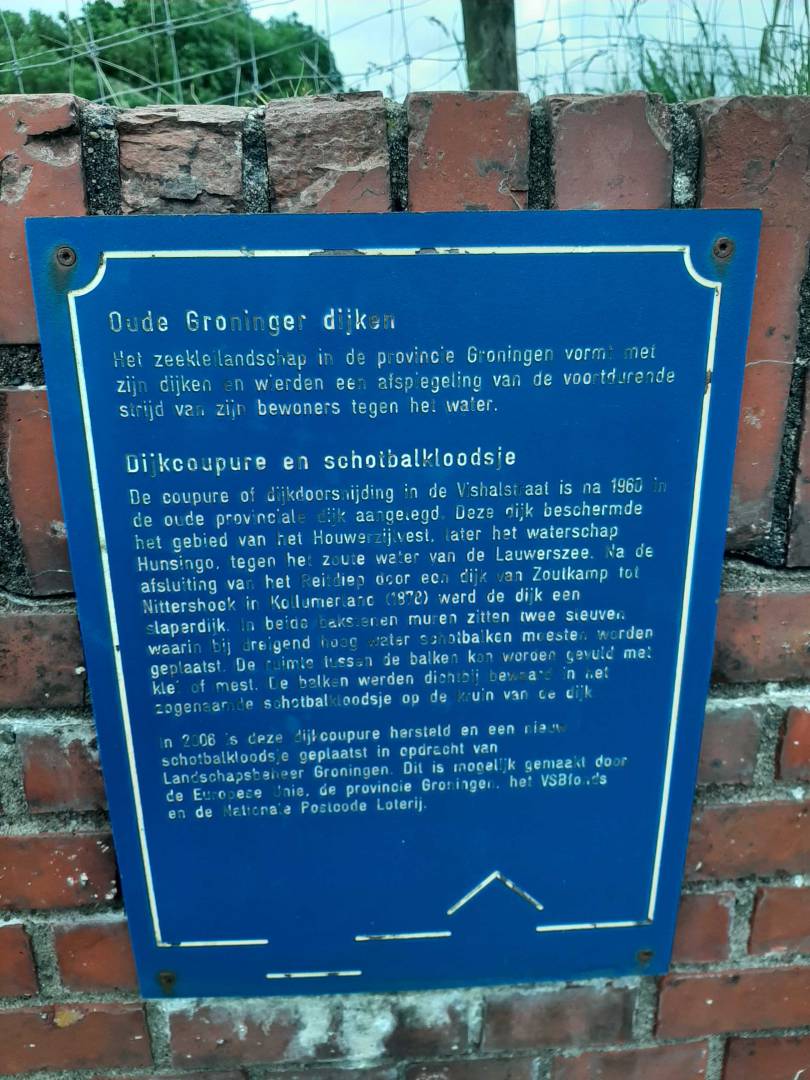 Oude Groninger dijken
Het zeekleilandschap in de provincie Groningen vormt met
zijn dijken en wierden een afspiegeling van de voortdurende
strijd van zijn bewoners tegen het water.
Dijkcoupure en schotbalkloodsje
De coupure of dijkdoorsnijding in de Vishalstraat is na 1960 in
de oude provinciale dijk aangelegd. Deze dijk beschermde
het gebied van het Houwerzijlvest, later het waterschap
Hunsingo, tegen het zoute water van de Lauwerszee. Na de
afsluiting van het Reitdiep door een dijk van Zoutkamp tot
Nittershoek in Kollumerland werd de dijk een
slaperdijk. In beide bakstenen muren zitten twee sleuven
waarin bij dreigend hoog water schotbalken moesten worden
geplaatst. De ruimte tussen de balken kon worden gevuld met
klei of mest. De balken werden dichtbij bewaard in het
zogenaamde schotbalkloodsje op de kruin van de dijk
In 2006 is deze dijkcoupure hersteld en een nieuw
schotbalkloodsje geplaatst in opdracht van
Landschapsbeheer Groningen. Dit is mogelijk gemaakt door
de Europese Unie, de provincie Groningen, het VSBfonds
en de Nationale Postcode Loterij.